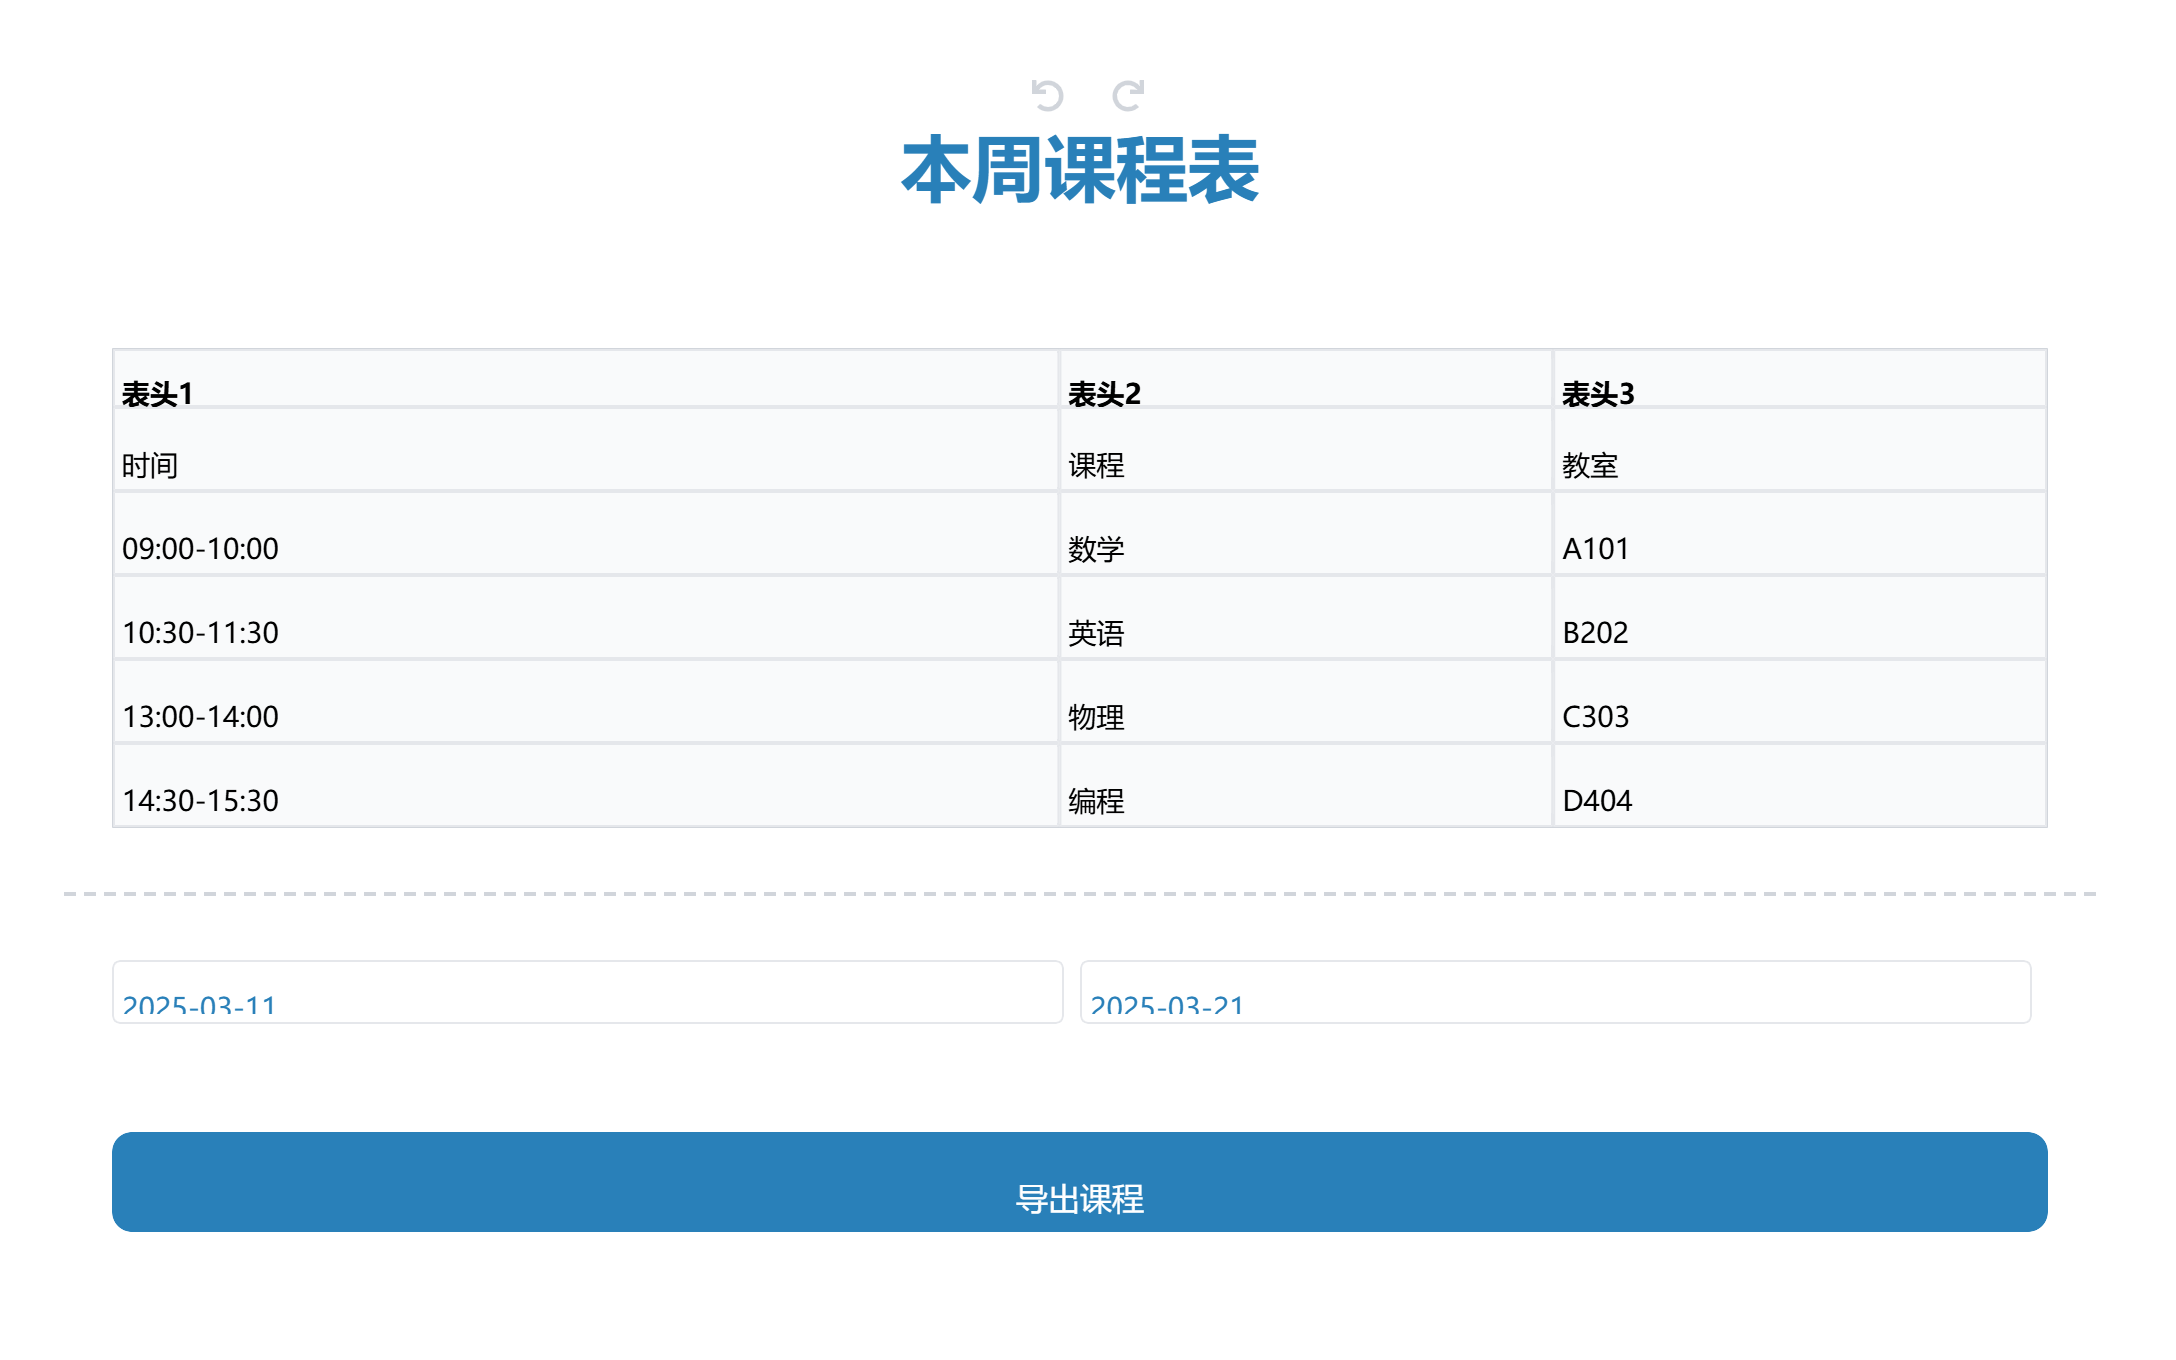 本周课程表
表头1 表头2 表头3
时间 课程 教室
09:00-10:00 数学 A101
10:30-11:30 英语 B202
13:00-14:00 物理 C303
14:30-15:30 编程 D404
2025-03-11 2025-03-21
导出课程